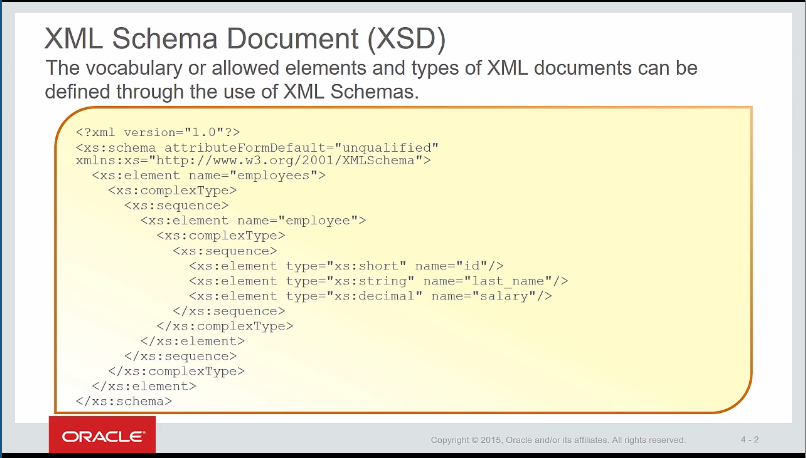 XML Schema Document (XSD)
The vocabulary or allowed elements and types of XML documents can be
defined through the use of XML Schemas.
<?xml version="1.0"?>
<xs:schema attributeFormDefault="unqualified"
xmlns:xs="http://www.w3.org/2001/XMLSchema">
<xs:element name="employees">
<xs:complexType>
<xs:sequence>
<xs:element name="employee">
<xs:complexType>
<xs:sequence>
<xs:element type="xs:short" name="id"/>
<xs:element type="xs:string" name="last_name"/>
<xs:element type="xs:decimal" name="salary"/>
</xs:sequence>
</xs:complexType>
</xs:element>
</xs:sequence>
</xs:complexType>
</xs:element>
</xs:schema>
ORACLE
Copyright © 2015, Oracle and/or its affiliates. All rights reserved.
4 - 2